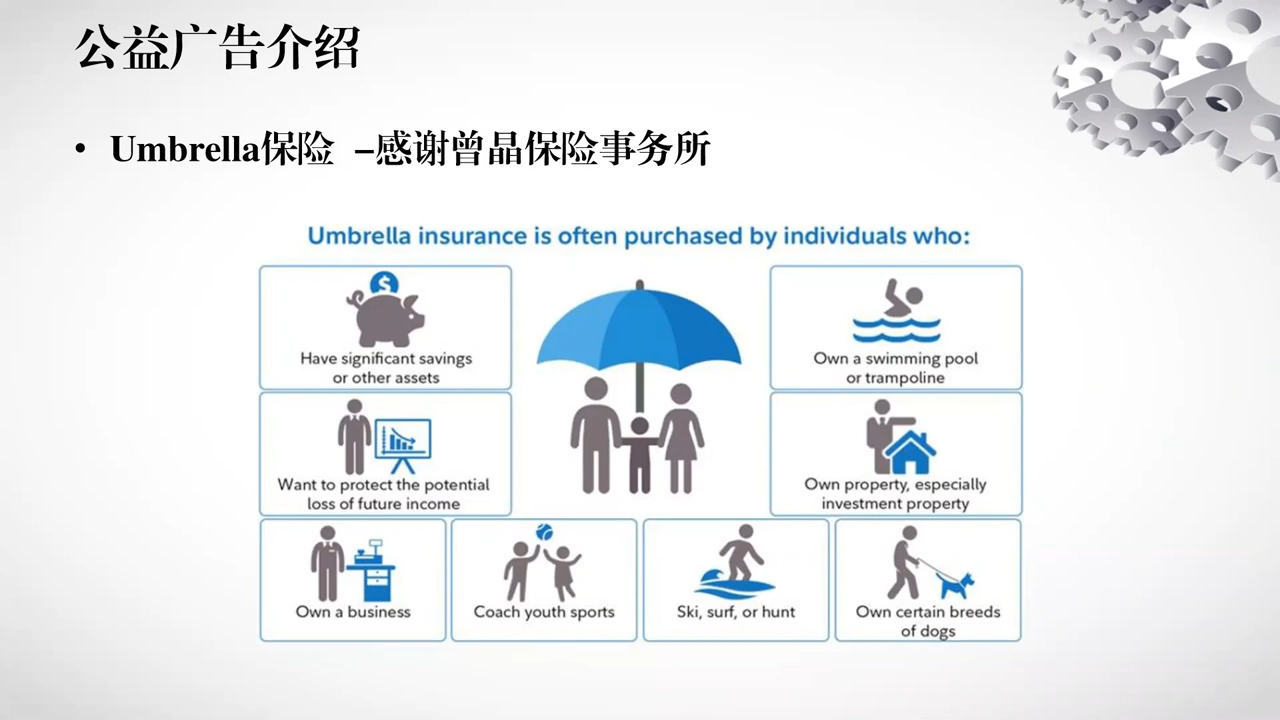 公益广告介绍
• Umbrella保险 –感谢曾晶保险事务所
Umbrella insurance is often purchased by individuals who:
$
Have significant savings
or other assets
Own a swimming pool
or trampoline
Want to protect the potential
loss of future income
Own property, especially
investment property
Own a business
Coach youth sports
Ski, surf, or hunt
Own certain breeds
of dogs